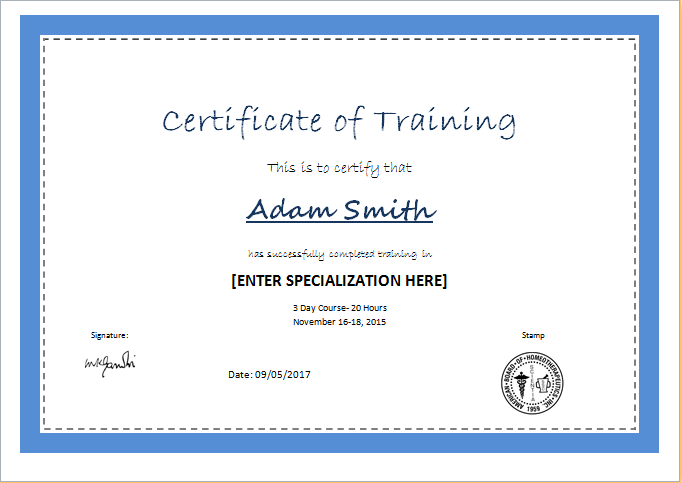 Certificate of Training
This is to certify that
Adam Smith
has successfully completed training in
[ENTER SPECIALIZATION HERE]
3 Day Course- 20 Hours
November 16-18, 2015
Signature:
Stamp
Date: 09/05/2017
AMERICAN·BOARD·OF·HOMEOTHERAPEUTICS·INC·
1959